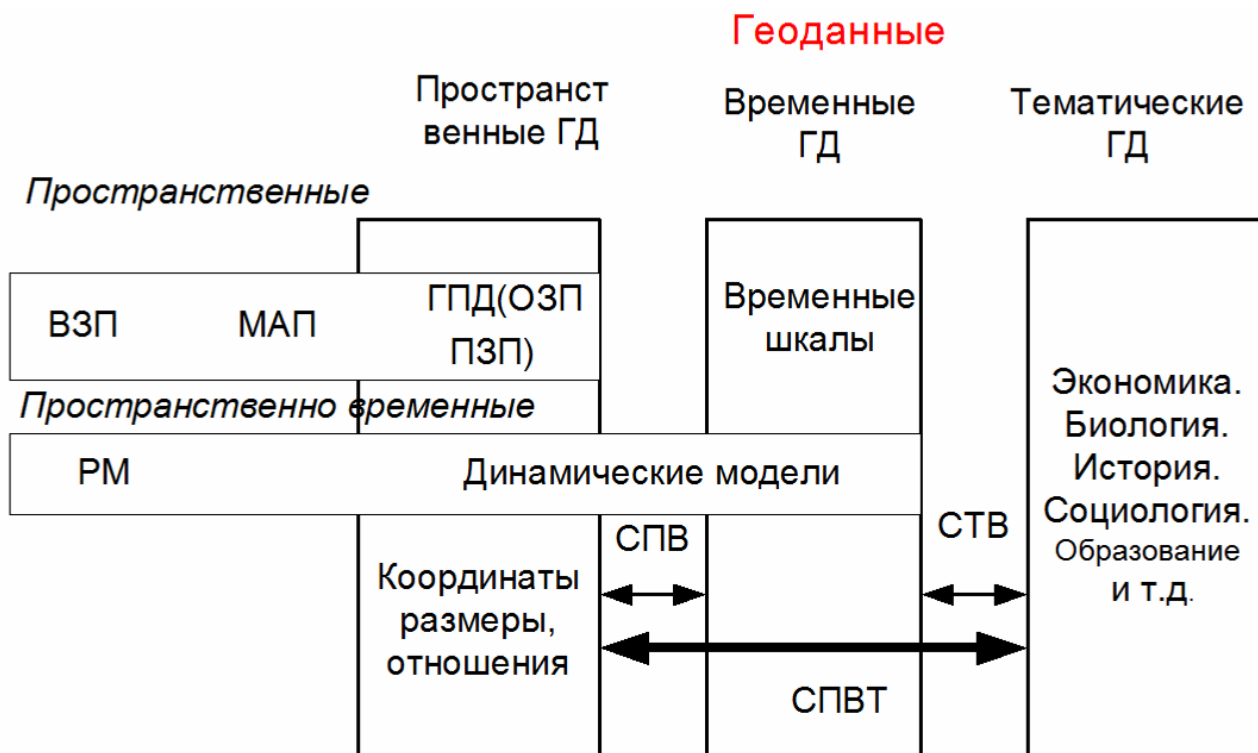 Геоданные
Пространст
венные ГД
Временные
ГД
Тематические
ГД
Пространственные
ВЗП
МАП
ГПД(ОЗП
ПЗП)
Временные
шкалы
Пространственно временные
РМ
Динамические модели
Экономика.
Биология.
История.
Социология.
Образование
и т.д.
СПВ
СТВ
Координаты
размеры,
отношения
СПВТ